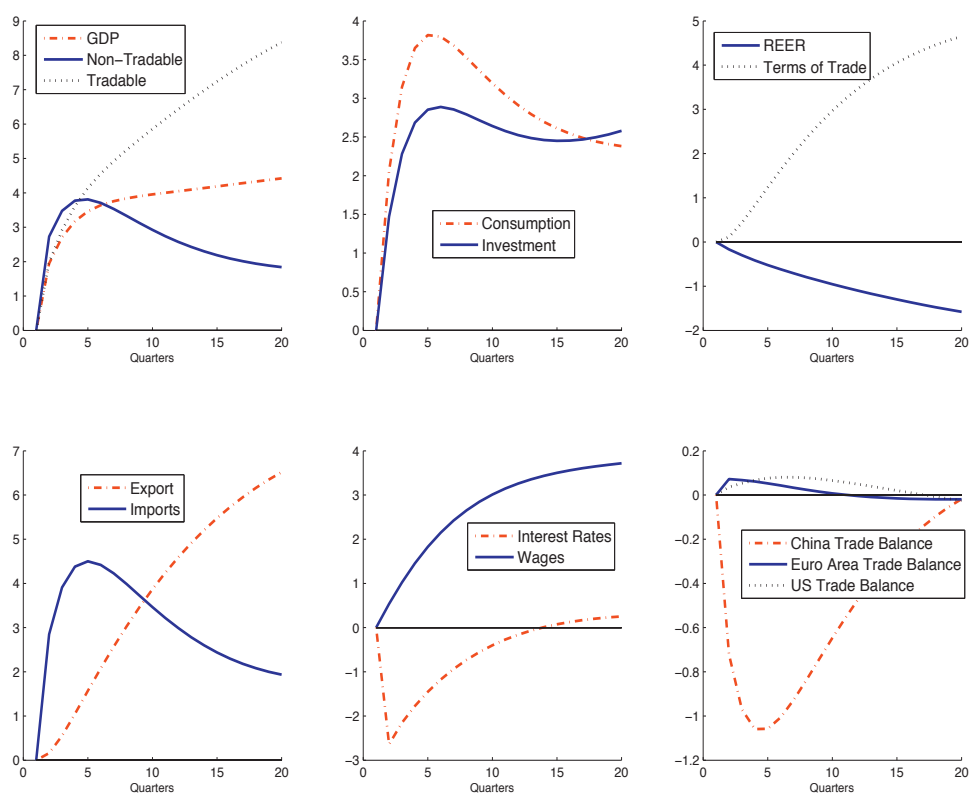 9
8
7
6
5
4
3
2
1
0
GDP
Non−Tradable
Tradable
0 5 10 15 20
Quarters
4
3.5
3
2.5
2
1.5
1
0.5
0
Consumption
Investment
0 5 10 15 20
Quarters
5
4
3
2
1
0
−1
−2
REER
Terms of Trade
0 5 10 15 20
Quarters
7
6
5
4
3
2
1
0
Export
Imports
0 5 10 15 20
Quarters
4
3
2
1
0
−1
−2
−3
Interest Rates
Wages
0 5 10 15 20
Quarters
0.2
0
−0.2
−0.4
−0.6
−0.8
−1
−1.2
China Trade Balance
Euro Area Trade Balance
US Trade Balance
0 5 10 15 20
Quarters